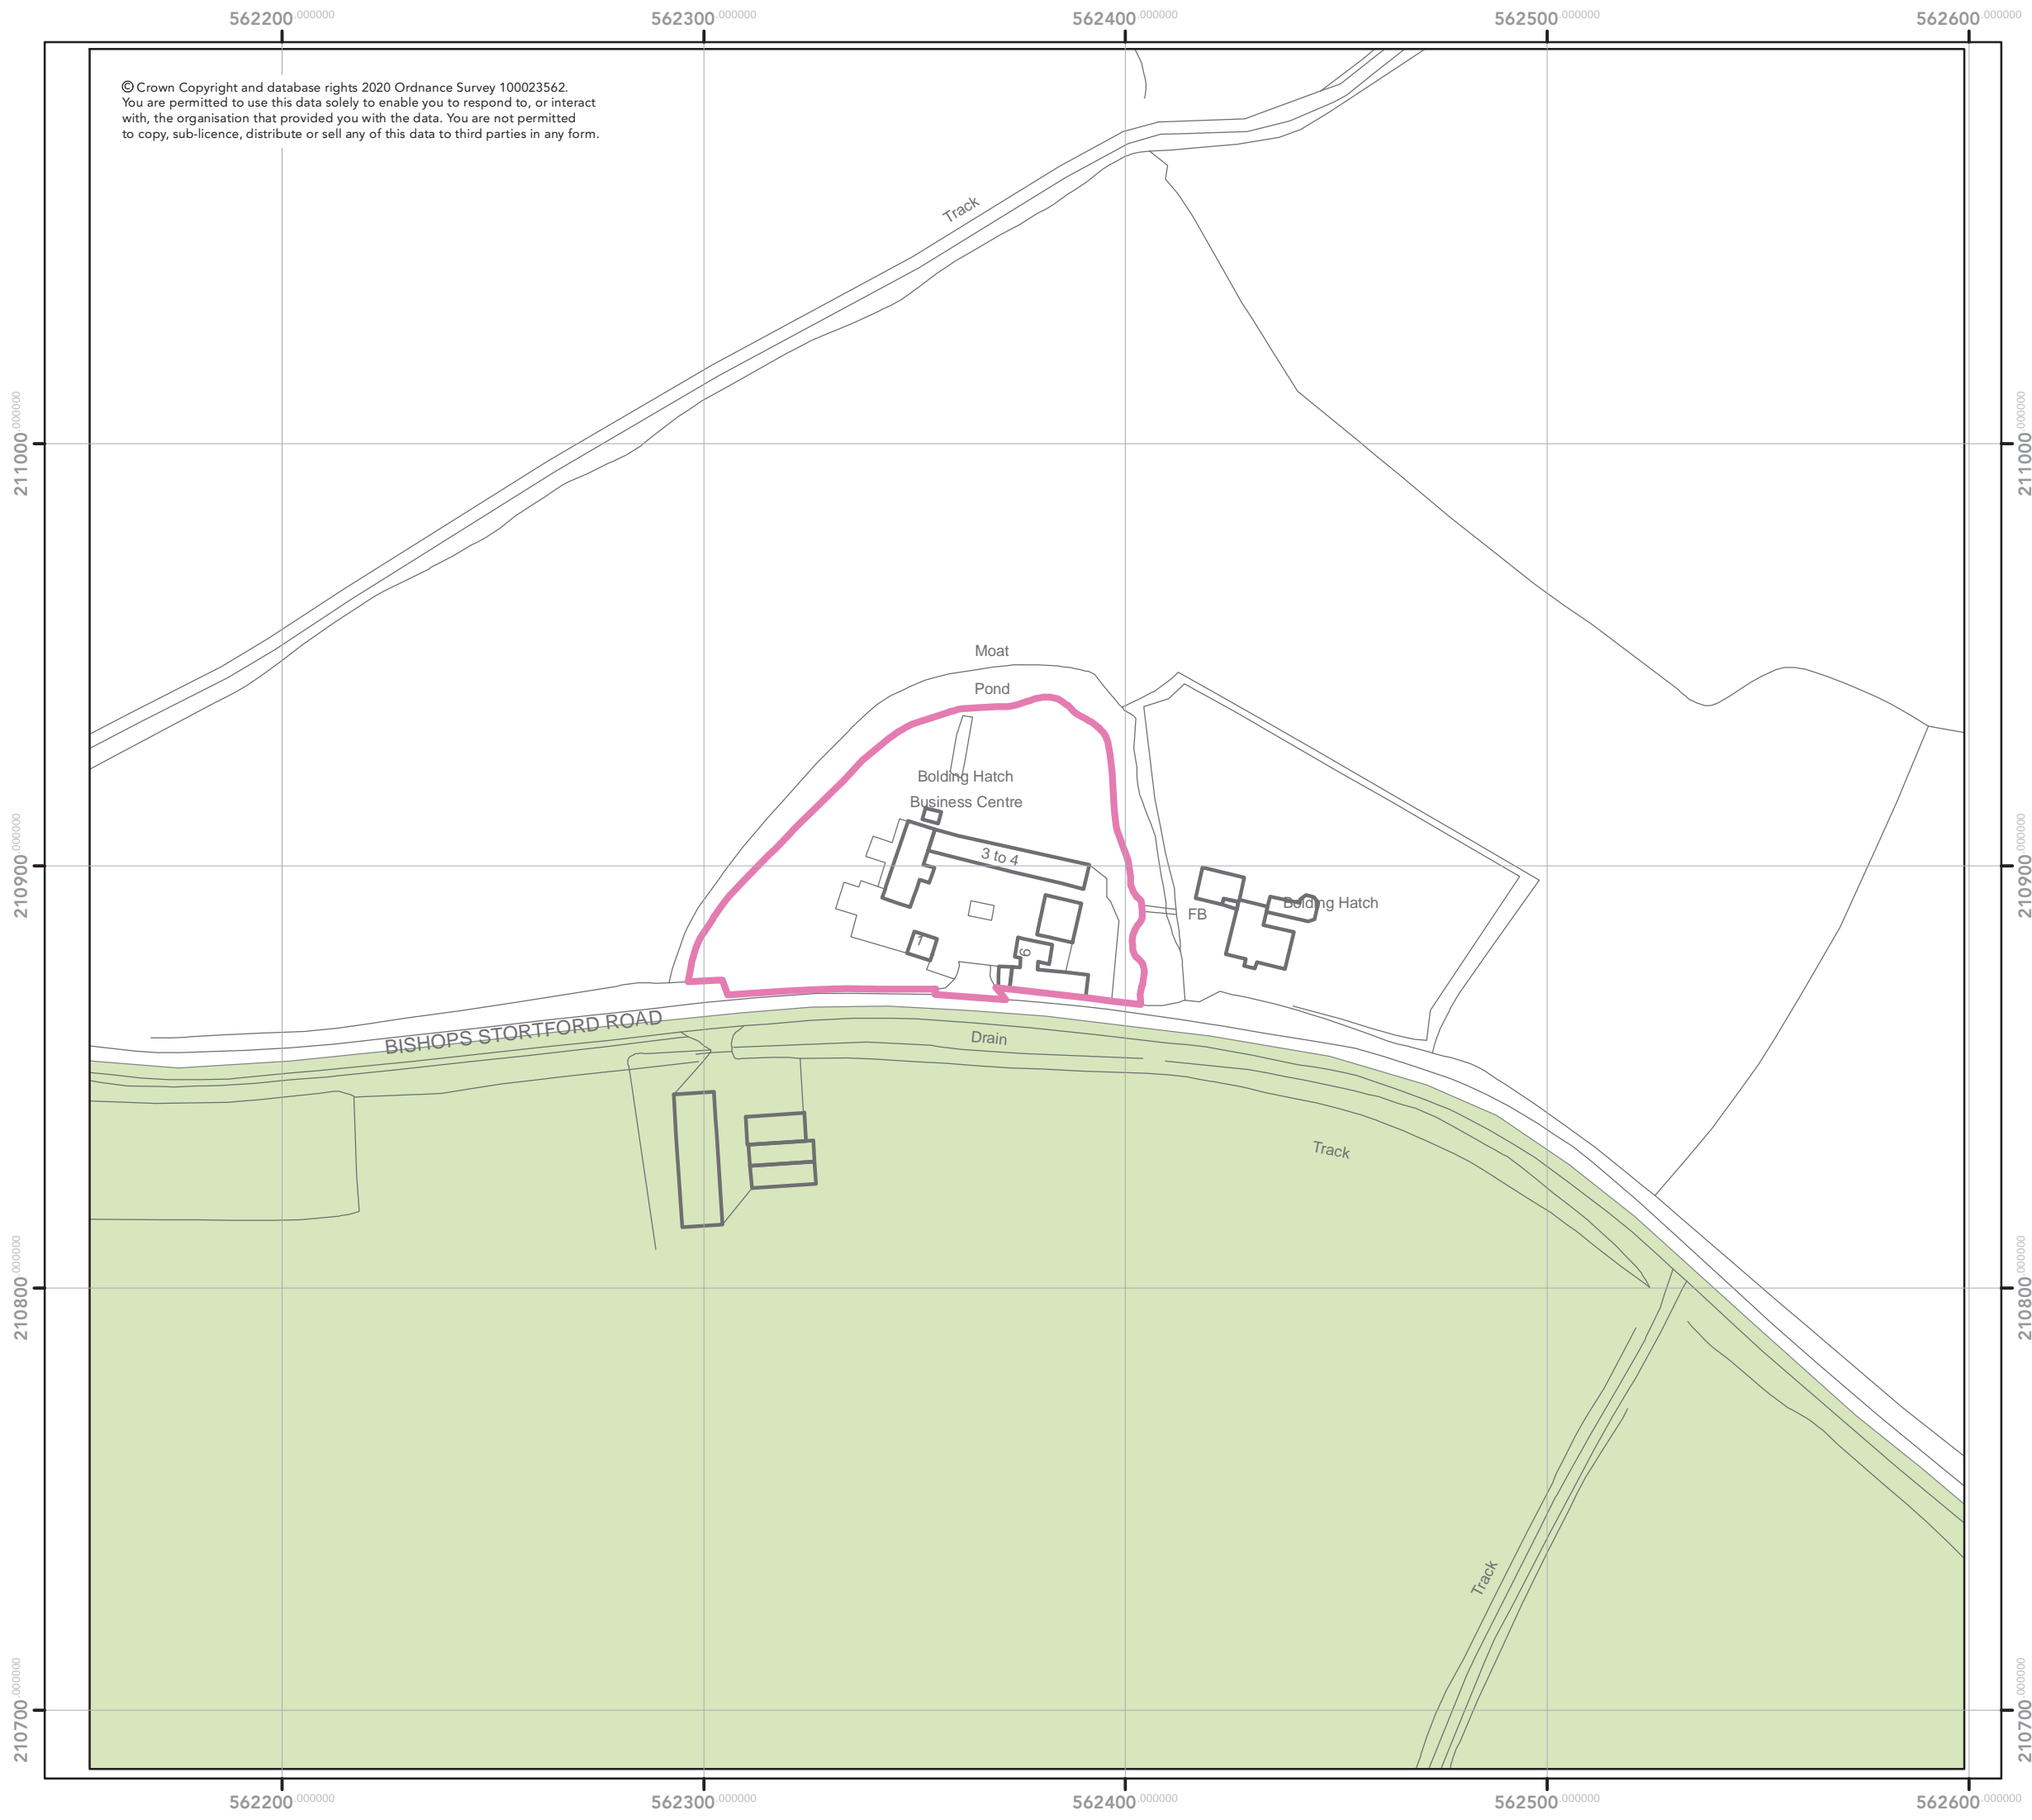 562200.000000 562300.000000 562400.000000 562500.000000 562600.000000
© Crown Copyright and database rights 2020 Ordnance Survey 100023562.
You are permitted to use this data solely to enable you to respond to, or interact
with, the organisation that provided you with the data. You are not permitted
to copy, sub-licence, distribute or sell any of this data to third parties in any form.
Track
211000.000000 211000.000000
Moat
Pond
Bolding Hatch
Business Centre
210900.000000 210900.000000
3 to 4
Bolding Hatch
FB
1
6
BISHOPS STORTFORD ROAD
Drain
Track
210800.000000 210800.000000
Track
210700.000000 210700.000000
562200.000000 562300.000000 562400.000000 562500.000000 562600.000000